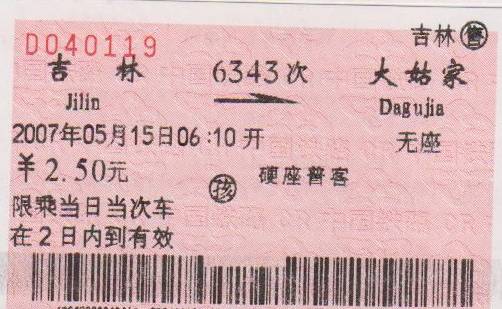 D040119
吉林㊡售
吉林 6343次 大姑家
Jilin Dagujia
2007年05月15日06:10开 无座
¥2.50元
孩 硬座普客
限乘当日当次车
在2日内到有效